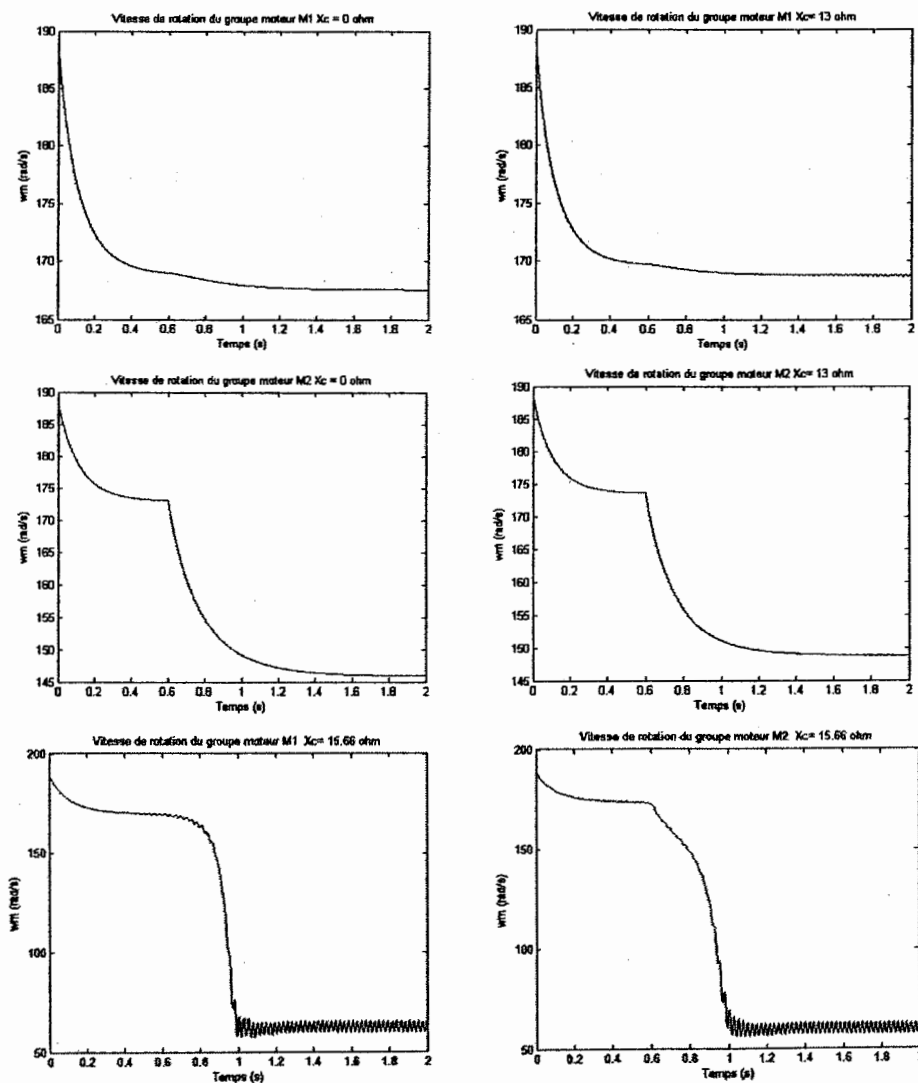 Vitesse de rotation du groupe moteur M1 Xc = 0 ohm
190
185
180
175
170
165
wm (rad/s)
0 0.2 0.4 0.6 0.8 1 1.2 1.4 1.6 1.8 2
Temps (s)
Vitesse de rotation du groupe moteur M1 Xc= 13 ohm
190
185
180
175
170
165
wm (rad/s)
0 0.2 0.4 0.6 0.8 1 1.2 1.4 1.6 1.8 2
Temps (s)
Vitesse de rotation du groupe moteur M2 Xc = 0 ohm
190
185
180
175
170
165
160
155
150
145
wm (rad/s)
0 0.2 0.4 0.6 0.8 1 1.2 1.4 1.6 1.8 2
Temps (s)
Vitesse de rotation du groupe moteur M2 Xc= 13 ohm
190
185
180
175
170
165
160
155
150
145
wm (rad/s)
0 0.2 0.4 0.6 0.8 1 1.2 1.4 1.6 1.8 2
Temps (s)
Vitesse de rotation du groupe moteur M1 Xc= 15.66 ohm
200
150
100
50
wm (rad/s)
0 0.2 0.4 0.6 0.8 1 1.2 1.4 1.6 1.8 2
Temps (s)
Vitesse de rotation du groupe moteur M2 Xc= 15.66 ohm
200
150
100
50
wm (rad/s)
0 0.2 0.4 0.6 0.8 1 1.2 1.4 1.6 1.8
Temps (s)